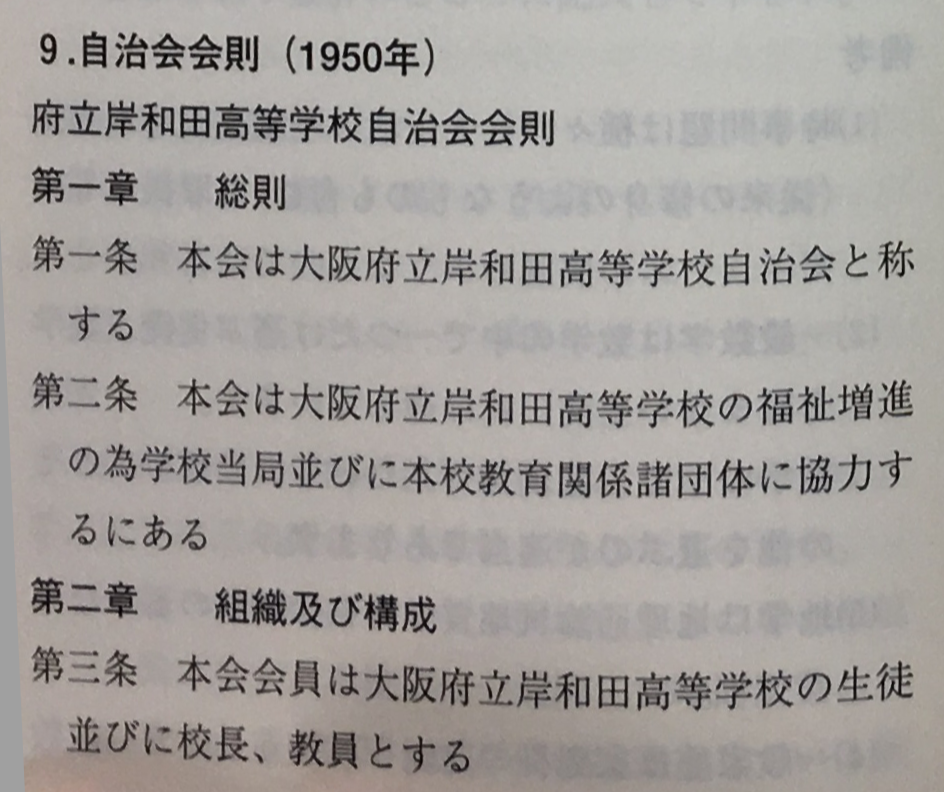 9.自治会会則（1950年）
府立岸和田高等学校自治会会則
第一章　総則
第一条　本会は大阪府立岸和田高等学校自治会と称
する
第二条　本会は大阪府立岸和田高等学校の福祉増進
の為学校当局並びに本校教育関係諸団体に協力す
るにある
第二章　組織及び構成
第三条　本会会員は大阪府立岸和田高等学校の生徒
並びに校長、教員とする